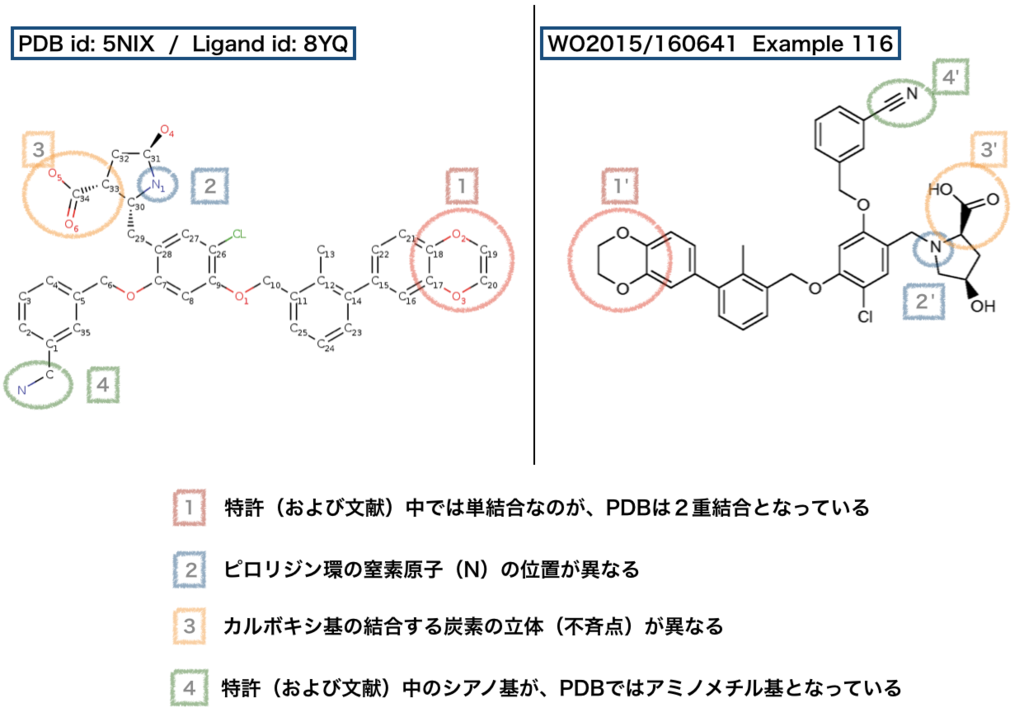 PDB id: 5NIX / Ligand id: 8YQ
WO2015/160641 Example 116
3
O4
C32
C31
O5
C34
C33
N1
2
C30
O6
C29
C27
CL
1
C28
C26
C21
O2
C13
C22
C18
C19
C4
C6
C7
C9
C10
C12
C15
C17
C20
C3
C5
O
C8
O1
C11
C14
C16
O3
C2
C35
C25
C23
C1
C24
C
4
N
4'
N
3'
1'
HO
O
O
O
N
O
O
2'
OH
Cl
1 特許（および文献）中では単結合なのが、PDBは２重結合となっている
2 ピロリジン環の窒素原子（N）の位置が異なる
3 カルボキシ基の結合する炭素の立体（不斉点）が異なる
4 特許（および文献）中のシアノ基が、PDBではアミノメチル基となっている